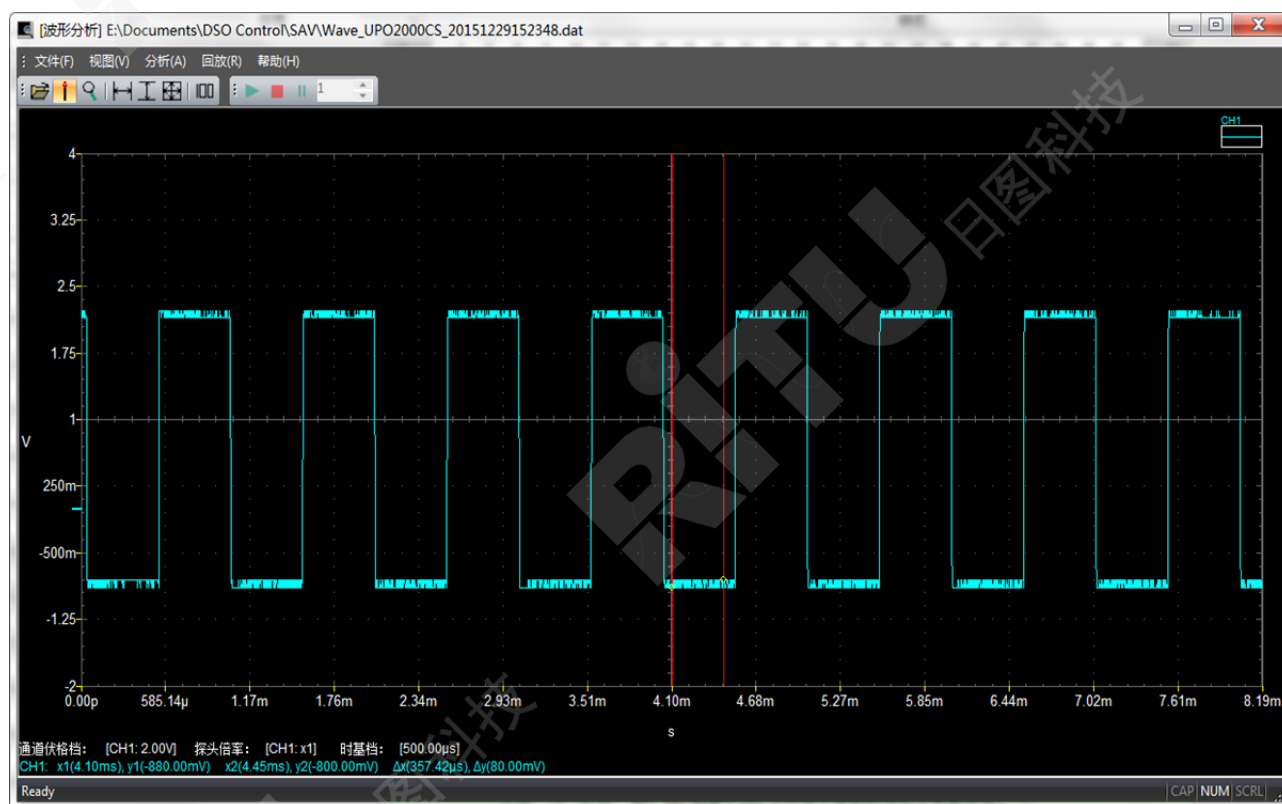 [波形分析] E:\Documents\DSO Control\SAV\Wave_UPO2000CS_20151229152348.dat
文件(F) 视图(V) 分析(A) 回放(R) 帮助(H)
1
CH1
4
3.25
2.5
1.75
1
V
250m
-500m
-1.25
-2
0.00p 585.14µ 1.17m 1.76m 2.34m 2.93m 3.51m 4.10m 4.68m 5.27m 5.85m 6.44m 7.02m 7.61m 8.19m
s
RiTU 日图科技
日图科技
通道伏格档: [CH1: 2.00V] 探头倍率: [CH1: x1] 时基档: [500.00µs]
CH1: x1(4.10ms), y1(-880.00mV) x2(4.45ms), y2(-800.00mV) Δx(357.42µs), Δy(80.00mV)
Ready CAP NUM SCRL